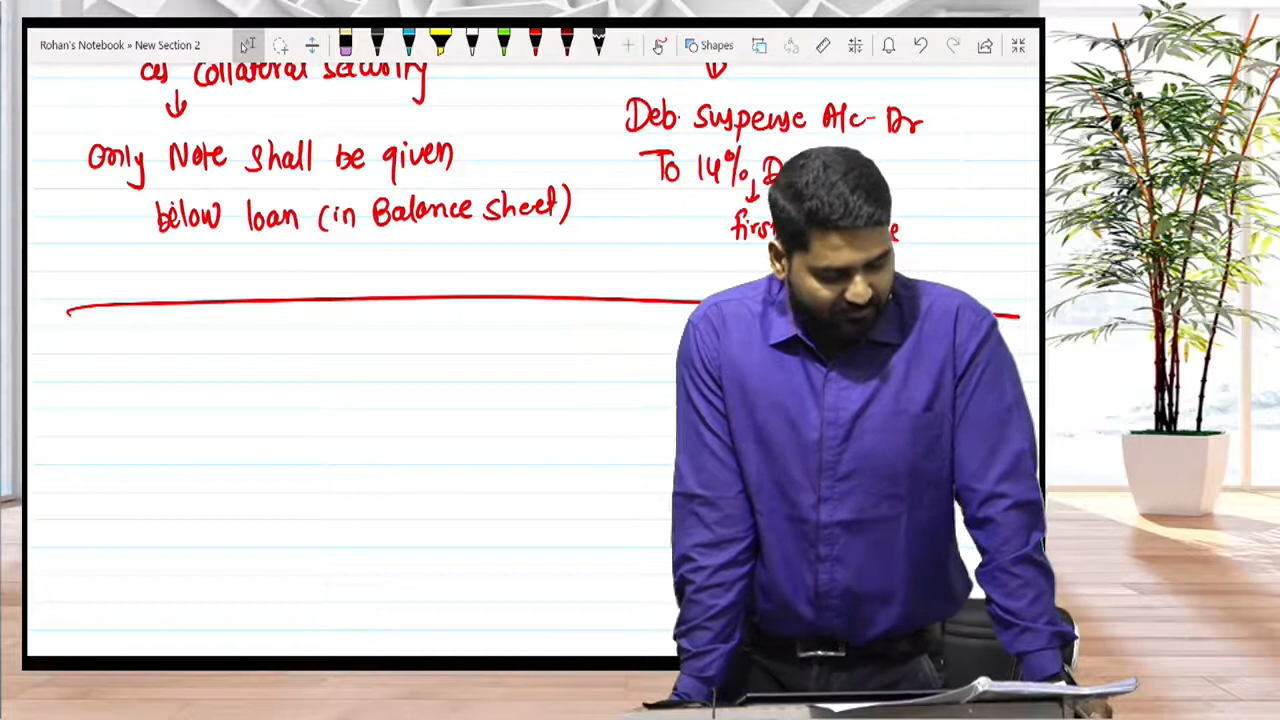 Rohan's Notebook » New Section 2
Shapes
as Collateral security
Only Note shall be given
below loan (in Balance sheet)
Deb. Suspense A/c - Dr
To 14% D
first